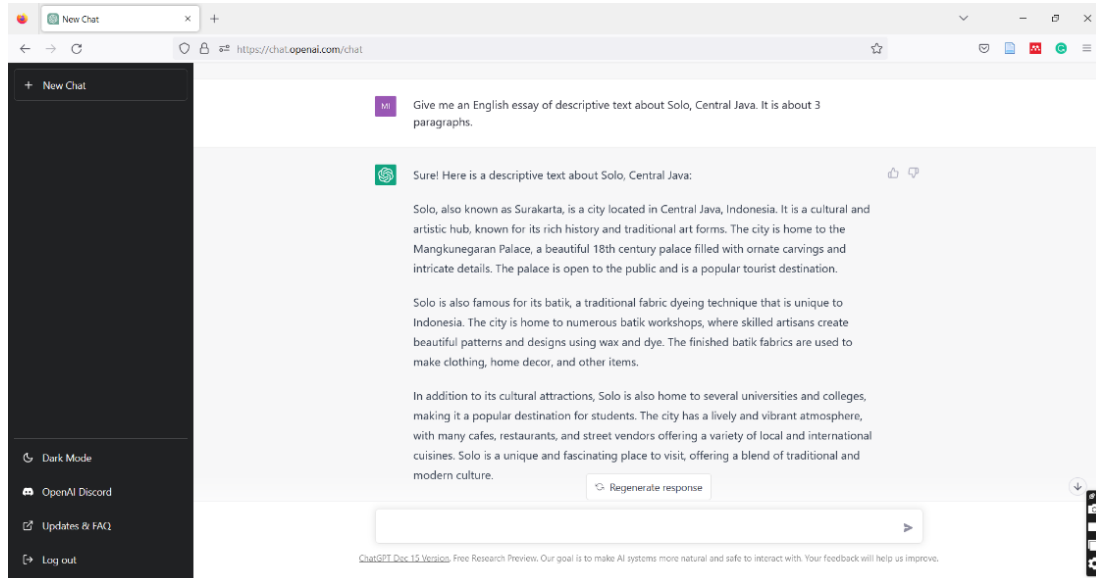 New Chat
https://chat.openai.com/chat
New Chat
MI
Give me an English essay of descriptive text about Solo, Central Java. It is about 3
paragraphs.
Sure! Here is a descriptive text about Solo, Central Java:
Solo, also known as Surakarta, is a city located in Central Java, Indonesia. It is a cultural and
artistic hub, known for its rich history and traditional art forms. The city is home to the
Mangkunegaran Palace, a beautiful 18th century palace filled with ornate carvings and
intricate details. The palace is open to the public and is a popular tourist destination.
Solo is also famous for its batik, a traditional fabric dyeing technique that is unique to
Indonesia. The city is home to numerous batik workshops, where skilled artisans create
beautiful patterns and designs using wax and dye. The finished batik fabrics are used to
make clothing, home decor, and other items.
In addition to its cultural attractions, Solo is also home to several universities and colleges,
making it a popular destination for students. The city has a lively and vibrant atmosphere,
with many cafes, restaurants, and street vendors offering a variety of local and international
cuisines. Solo is a unique and fascinating place to visit, offering a blend of traditional and
modern culture.
Regenerate response
Dark Mode
OpenAI Discord
Updates & FAQ
Log out
ChatGPT Dec 15 Version. Free Research Preview. Our goal is to make AI systems more natural and safe to interact with. Your feedback will help us improve.